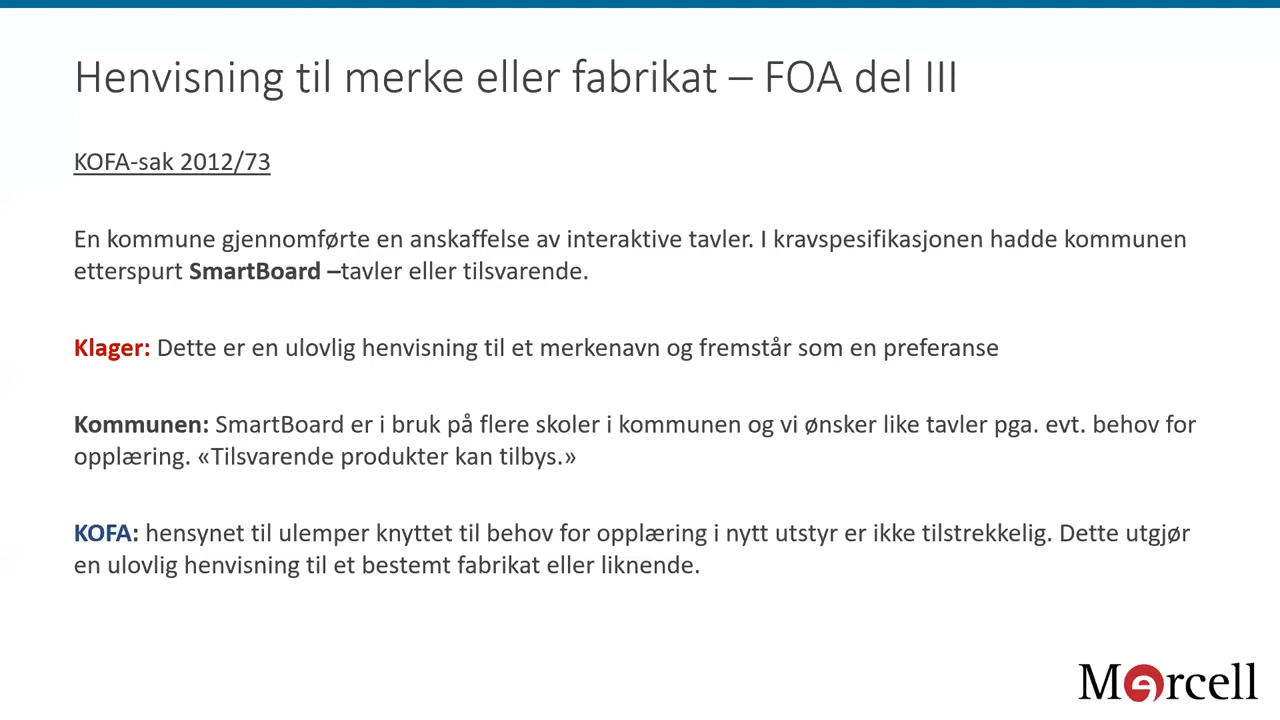 Henvisning til merke eller fabrikat – FOA del III
KOFA-sak 2012/73
En kommune gjennomførte en anskaffelse av interaktive tavler. I kravspesifikasjonen hadde kommunen
etterspurt SmartBoard –tavler eller tilsvarende.
Klager: Dette er en ulovlig henvisning til et merkenavn og fremstår som en preferanse
Kommunen: SmartBoard er i bruk på flere skoler i kommunen og vi ønsker like tavler pga. evt. behov for
opplæring. «Tilsvarende produkter kan tilbys.»
KOFA: hensynet til ulemper knyttet til behov for opplæring i nytt utstyr er ikke tilstrekkelig. Dette utgjør
en ulovlig henvisning til et bestemt fabrikat eller liknende.
Mercell